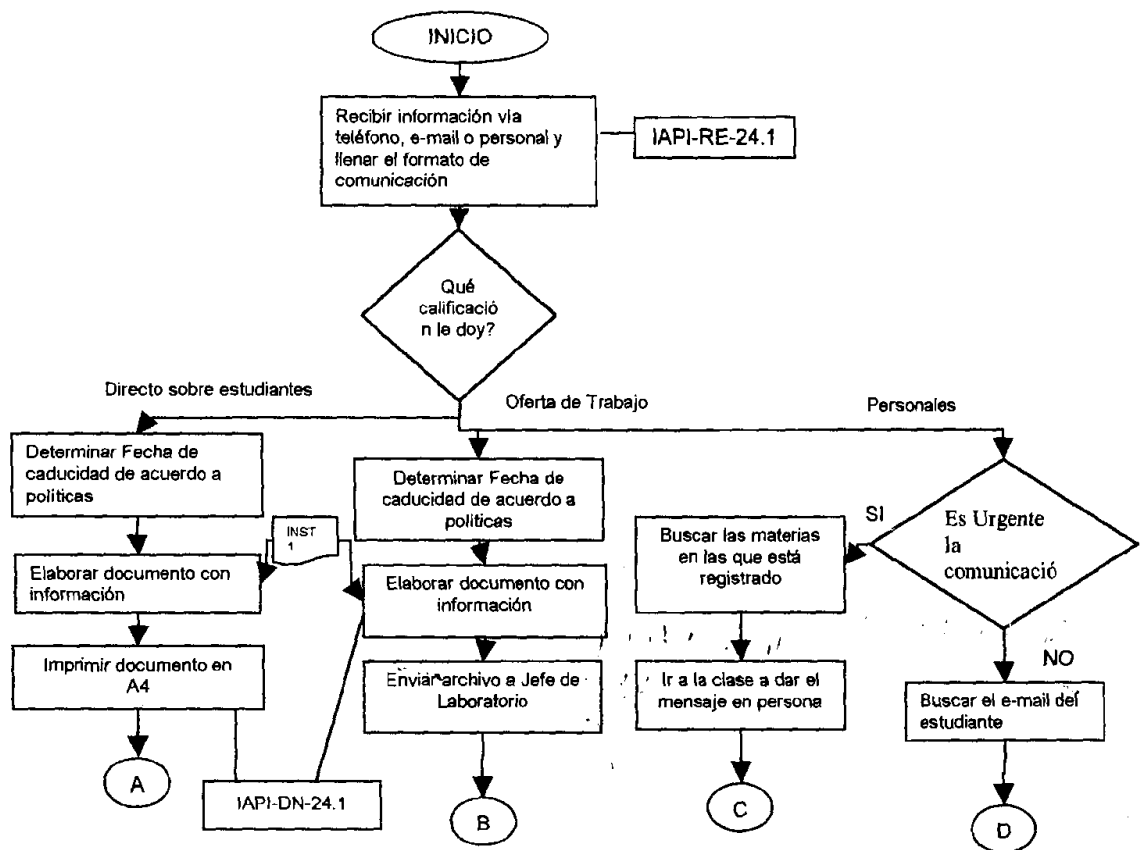 INICIO
Recibir información vía
teléfono, e-mail o personal y
llenar el formato de
comunicación
IAPI-RE-24.1
Qué
calificació
n le doy?
Directo sobre estudiantes
Oferta de Trabajo
Personales
Determinar Fecha de
caducidad de acuerdo a
políticas
Determinar Fecha de
caducidad de acuerdo a
políticas
SI
Es Urgente
la
comunicació
Buscar las materias
en las que está
registrado
INST
1
Elaborar documento con
información
Elaborar documento con
información
Imprimir documento en
A4
Enviar archivo a Jefe de
Laboratorio
Ir a la clase a dar el
mensaje en persona
NO
Buscar el e-mail del
estudiante
A
IAPI-DN-24.1
B
C
D